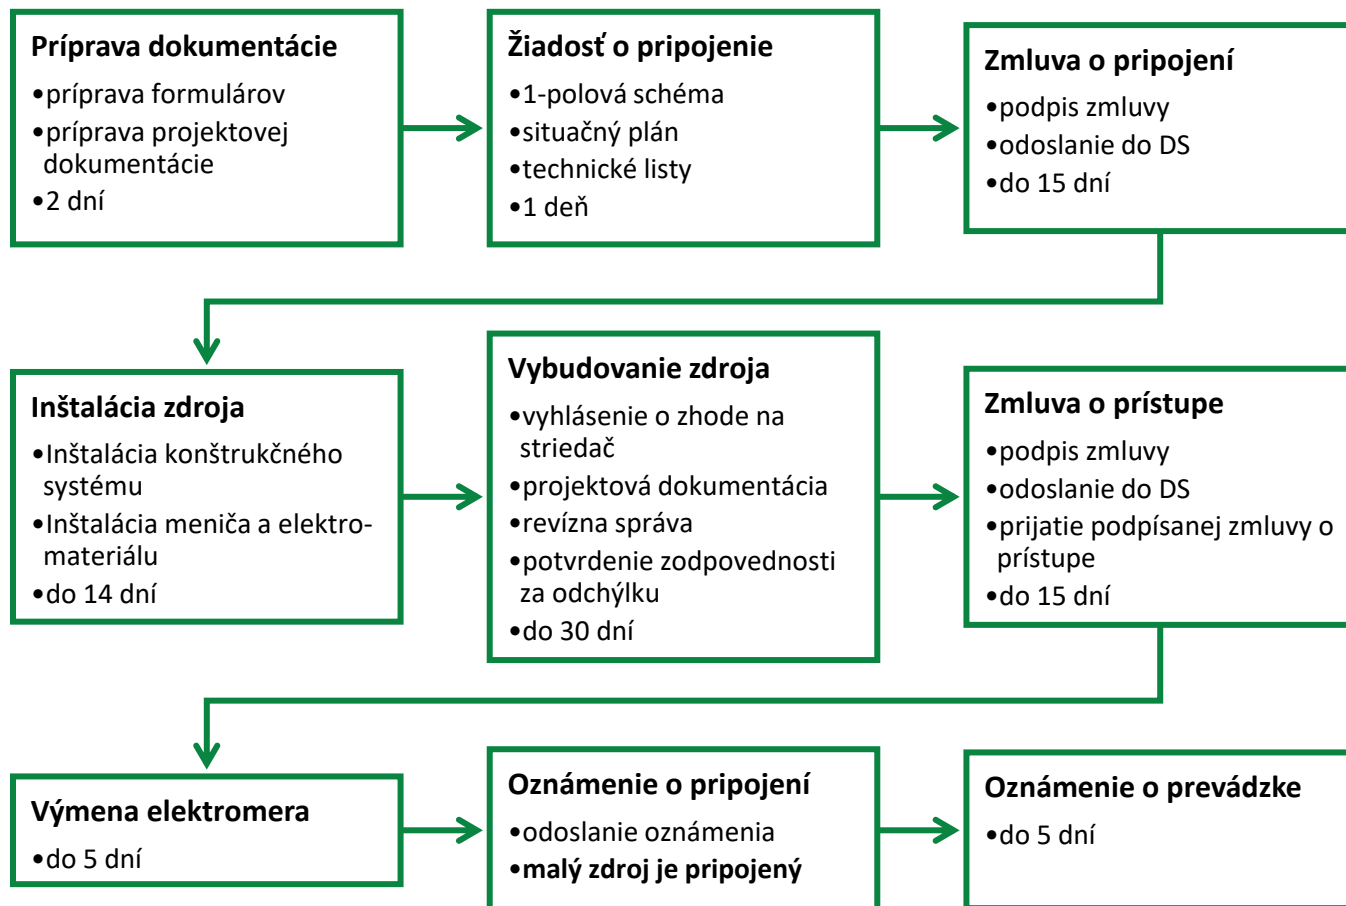 Príprava dokumentácie
•príprava formulárov
•príprava projektovej
dokumentácie
•2 dní
Žiadosť o pripojenie
•1-polová schéma
•situačný plán
•technické listy
•1 deň
Zmluva o pripojení
•podpis zmluvy
•odoslanie do DS
•do 15 dní
Inštalácia zdroja
•Inštalácia konštrukčného
systému
•Inštalácia meniča a elektro-
materiálu
•do 14 dní
Vybudovanie zdroja
•vyhlásenie o zhode na
striedač
•projektová dokumentácia
•revízna správa
•potvrdenie zodpovednosti
za odchýlku
•do 30 dní
Zmluva o prístupe
•podpis zmluvy
•odoslanie do DS
•prijatie podpísanej zmluvy o
prístupe
•do 15 dní
Výmena elektromera
•do 5 dní
Oznámenie o pripojení
•odoslanie oznámenia
•malý zdroj je pripojený
Oznámenie o prevádzke
•do 5 dní